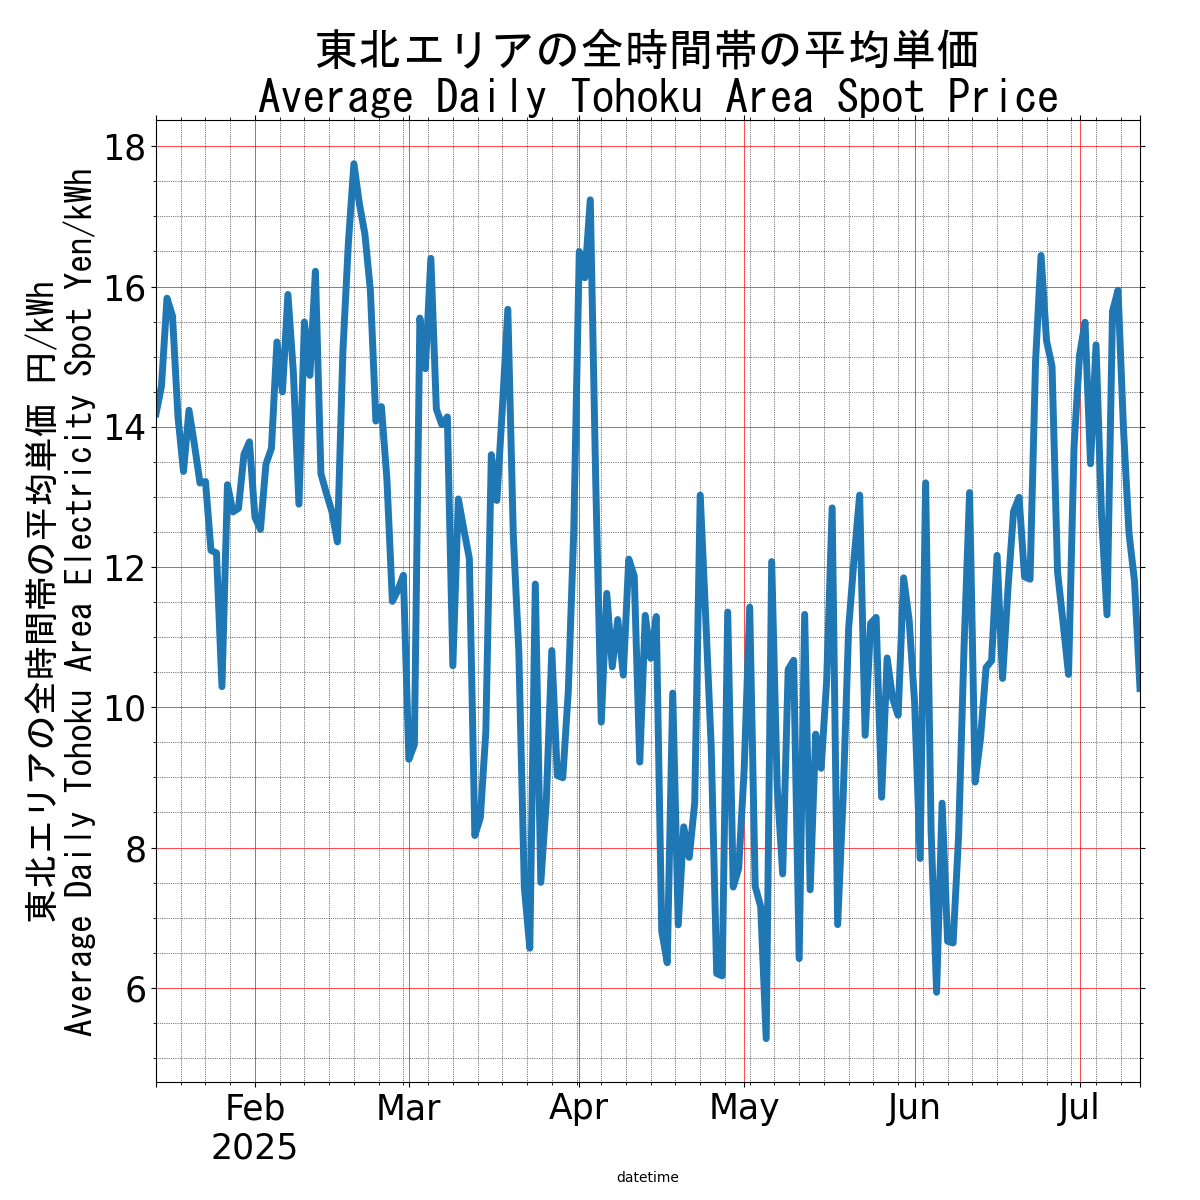 東北エリアの全時間帯の平均単価
Average Daily Tohoku Area Spot Price
東北エリアの全時間帯の平均単価 円/kWh
Average Daily Tohoku Area Electricity Spot Yen/kWh
18
16
14
12
10
8
6
Feb
2025
Mar
Apr
May
Jun
Jul
datetime